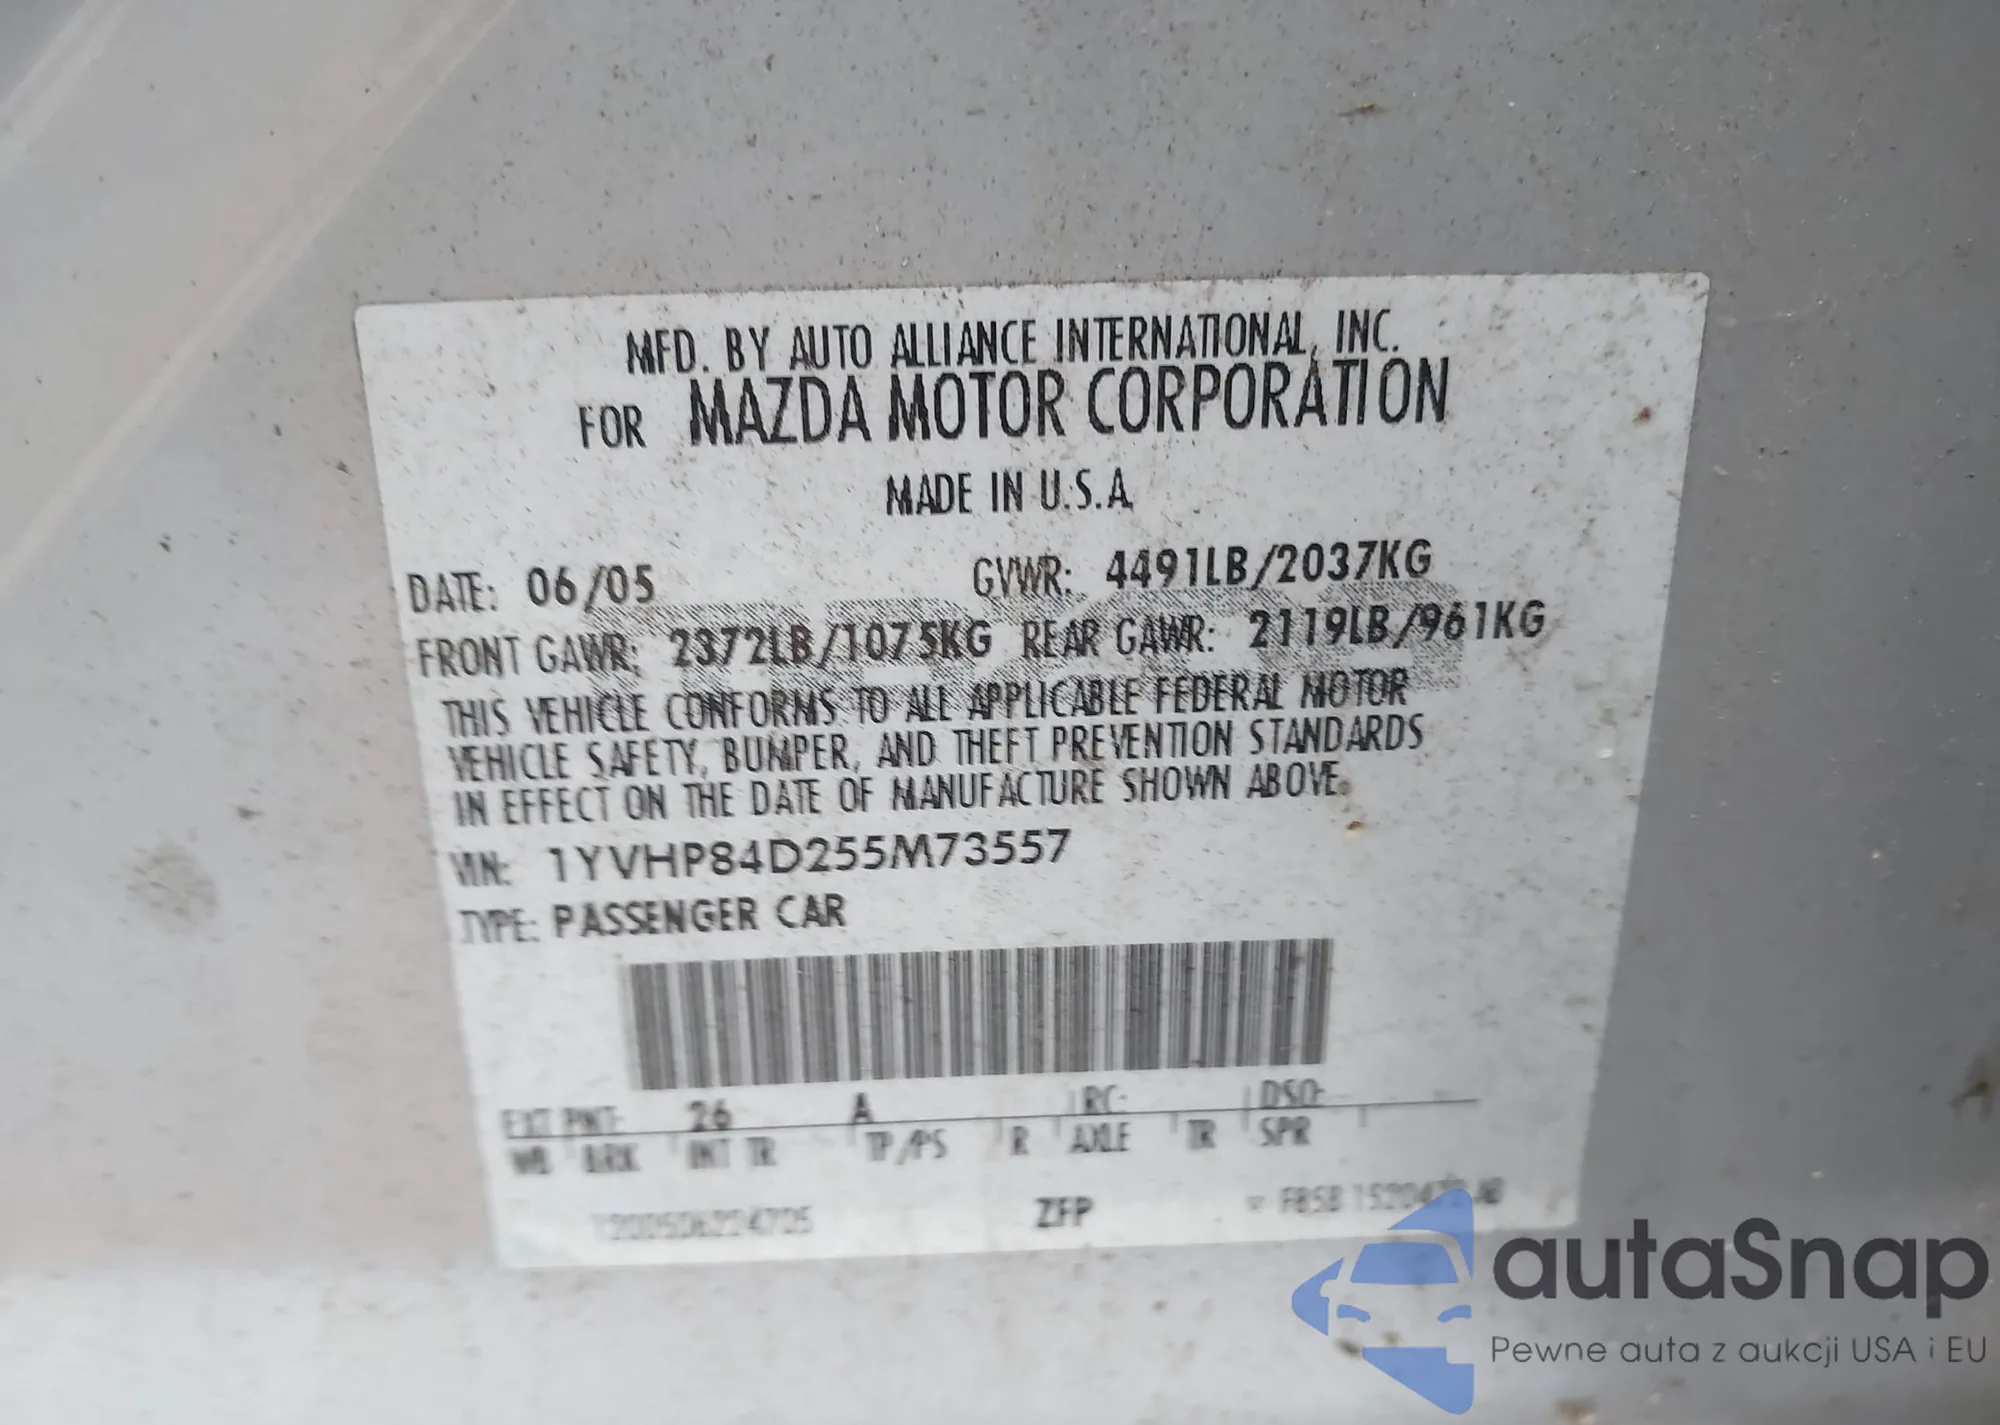 MFD. BY AUTO ALLIANCE INTERNATIONAL, INC.
FOR MAZDA MOTOR CORPORATION
MADE IN U.S.A.
DATE: 06/05 GVWR: 4491LB/2037KG
FRONT GAWR: 2372LB/1075KG REAR GAWR: 2119LB/961KG
THIS VEHICLE CONFORMS TO ALL APPLICABLE FEDERAL MOTOR
VEHICLE SAFETY, BUMPER, AND THEFT PREVENTION STANDARDS
IN EFFECT ON THE DATE OF MANUFACTURE SHOWN ABOVE.
VIN: 1YVHP84D255M73557
TYPE: PASSENGER CAR
EXT PNT: 26 A RC: DSO:
WB BRK INT TR TP/PS R AXLE TR SPR
ZFP
autaSnap
Pewne auta z aukcji USA i EU